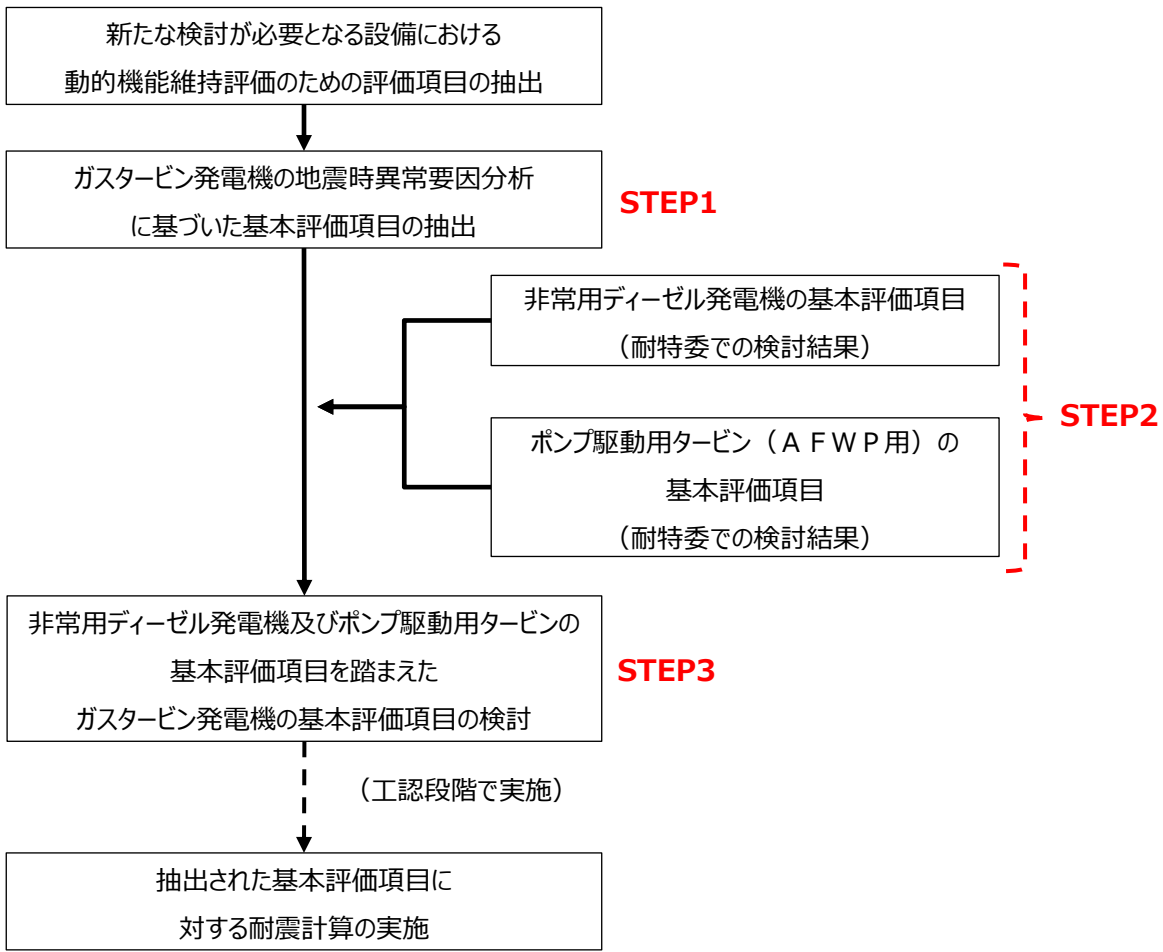 新たな検討が必要となる設備における
動的機能維持評価のための評価項目の抽出
ガスタービン発電機の地震時異常要因分析
に基づいた基本評価項目の抽出
STEP1
非常用ディーゼル発電機の基本評価項目
（耐特委での検討結果）
STEP2
ポンプ駆動用タービン（ＡＦＷＰ用）の
基本評価項目
（耐特委での検討結果）
非常用ディーゼル発電機及びポンプ駆動用タービンの
基本評価項目を踏まえた
ガスタービン発電機の基本評価項目の検討
STEP3
（工認段階で実施）
抽出された基本評価項目に
対する耐震計算の実施